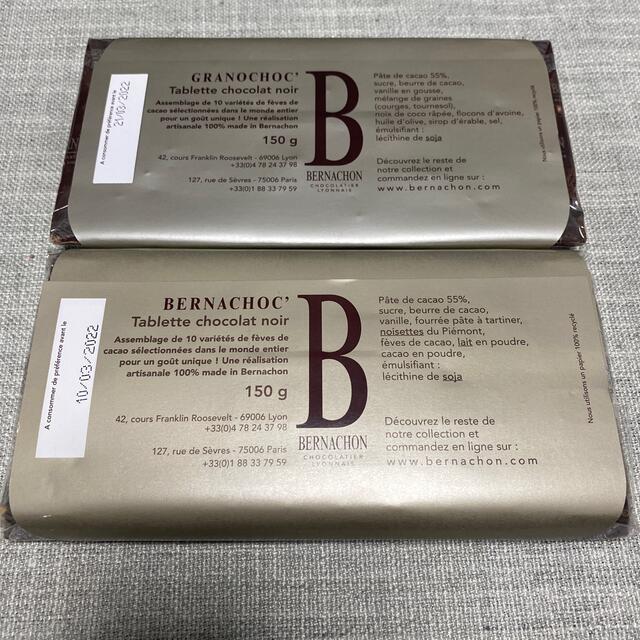 A consommer de préférence avant le
21/03/2022
GRANOCHOC'
Tablette chocolat noir
Assemblage de 10 variétés de fèves de
cacao sélectionnées dans le monde entier
pour un goût unique ! Une réalisation
artisanale 100% made in Bernachon
150 g
42, cours Franklin Roosevelt - 69006 Lyon
+33(0)4 78 24 37 98
127, rue de Sèvres - 75006 Paris
+33(0)1 88 33 79 59
B
BERNACHON
CHOCOLATIER
LYONNAIS
Pâte de cacao 55%,
sucre, beurre de cacao,
vanille en gousse,
mélange de graines
(courges, tournesol),
noix de coco râpée, flocons d'avoine,
huile d'olive, sirop d'érable, sel,
émulsifiant :
lécithine de soja
Découvrez le reste de
notre collection et
commandez en ligne sur :
www.bernachon.com
Nous utilisons un papier 100% recyclé
A consommer de préférence avant le
10/03/2022
BERNACHOC'
Tablette chocolat noir
Assemblage de 10 variétés de fèves de
cacao sélectionnées dans le monde entier
pour un goût unique ! Une réalisation
artisanale 100% made in Bernachon
150 g
42, cours Franklin Roosevelt - 69006 Lyon
+33(0)4 78 24 37 98
127, rue de Sèvres - 75006 Paris
+33(0)1 88 33 79 59
B
BERNACHON
CHOCOLATIER
LYONNAIS
Pâte de cacao 55%,
sucre, beurre de cacao,
vanille, fourrée pâte à tartiner,
noisettes du Piémont,
fèves de cacao, lait en poudre,
cacao en poudre,
émulsifiant :
lécithine de soja
Découvrez le reste de
notre collection et
commandez en ligne sur :
www.bernachon.com
Nous utilisons un papier 100% recyclé